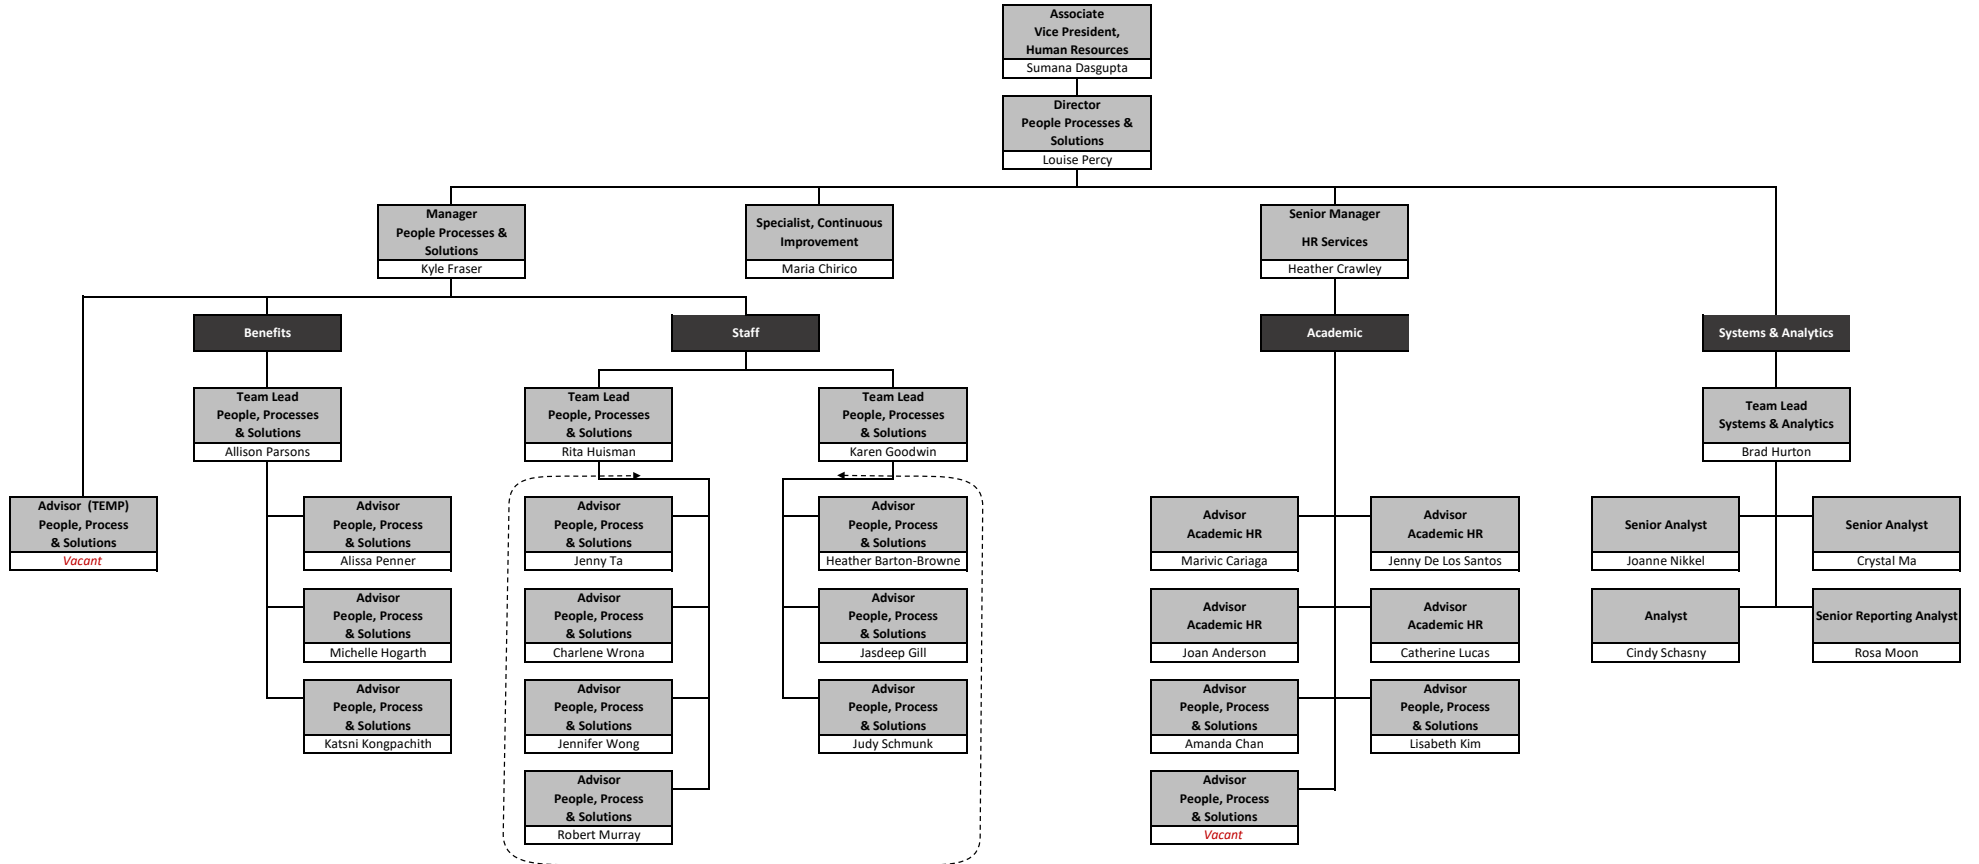 Associate
Vice President,
Human Resources
Sumana Dasgupta
Director
People Processes &
Solutions
Louise Percy
Manager
People Processes &
Solutions
Kyle Fraser
Specialist, Continuous
Improvement
Maria Chirico
Senior Manager
HR Services
Heather Crawley
Benefits
Staff
Academic
Systems & Analytics
Team Lead
People, Processes
& Solutions
Allison Parsons
Team Lead
People, Processes
& Solutions
Rita Huisman
Team Lead
People, Processes
& Solutions
Karen Goodwin
Team Lead
Systems & Analytics
Brad Hurton
Advisor (TEMP)
People, Process
& Solutions
Vacant
Advisor
People, Process
& Solutions
Alissa Penner
Advisor
People, Process
& Solutions
Jenny Ta
Advisor
People, Process
& Solutions
Heather Barton-Browne
Advisor
Academic HR
Marivic Cariaga
Advisor
Academic HR
Jenny De Los Santos
Senior Analyst
Joanne Nikkel
Senior Analyst
Crystal Ma
Advisor
People, Process
& Solutions
Michelle Hogarth
Advisor
People, Process
& Solutions
Charlene Wrona
Advisor
People, Process
& Solutions
Jasdeep Gill
Advisor
Academic HR
Joan Anderson
Advisor
Academic HR
Catherine Lucas
Analyst
Cindy Schasny
Senior Reporting Analyst
Rosa Moon
Advisor
People, Process
& Solutions
Katsni Kongpachith
Advisor
People, Process
& Solutions
Jennifer Wong
Advisor
People, Process
& Solutions
Judy Schmunk
Advisor
People, Process
& Solutions
Amanda Chan
Advisor
People, Process
& Solutions
Lisabeth Kim
Advisor
People, Process
& Solutions
Robert Murray
Advisor
People, Process
& Solutions
Vacant